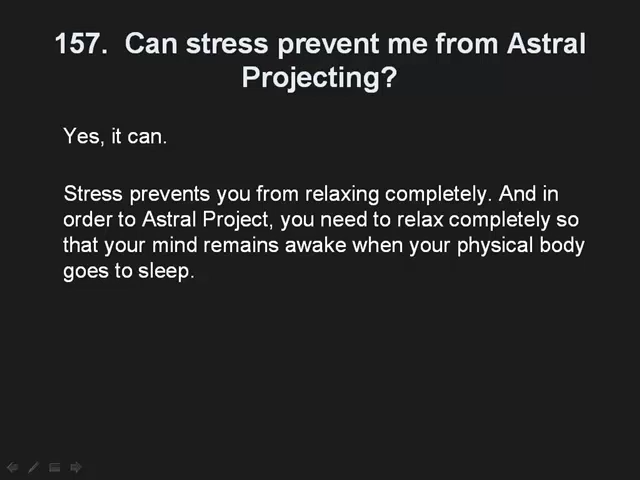 157.  Can stress prevent me from Astral
Projecting?
Yes, it can.
Stress prevents you from relaxing completely. And in
order to Astral Project, you need to relax completely so
that your mind remains awake when your physical body
goes to sleep.